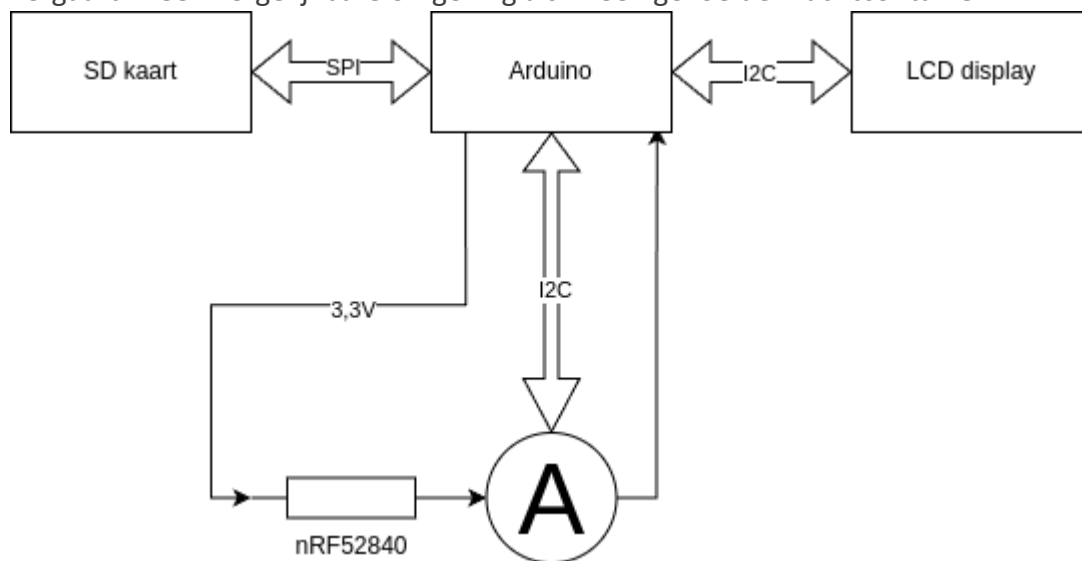 SD kaart
SPI
Arduino
I2C
LCD display
I2C
3,3V
A
nRF52840